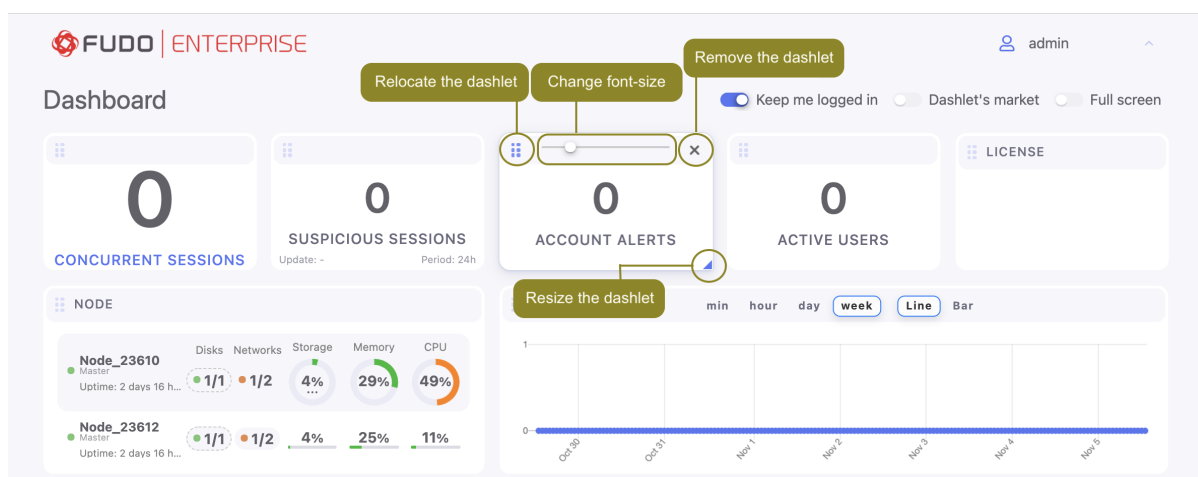 FUDO ENTERPRISE
admin
Remove the dashlet
Relocate the dashlet
Change font-size
Dashboard
Keep me logged in
Dashlet's market
Full screen
0
CONCURRENT SESSIONS
0
SUSPICIOUS SESSIONS
Update: -
Period: 24h
0
ACCOUNT ALERTS
0
ACTIVE USERS
LICENSE
Resize the dashlet
NODE
Node_23610
Master
Uptime: 2 days 16 h...
Disks
1/1
Networks
1/2
Storage
4%
...
Memory
29%
CPU
49%
Node_23612
Master
Uptime: 2 days 16 h...
1/1
1/2
4%
25%
11%
min hour day week Line Bar
1
0
Oct 30
Oct 31
Nov 1
Nov 2
Nov 3
Nov 4
Nov 5